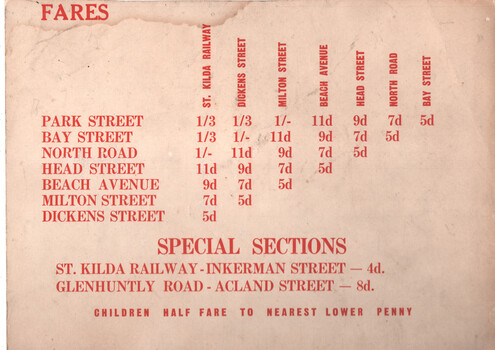 FARES
ST. KILDA RAILWAY
DICKENS STREET
MILTON STREET
BEACH AVENUE
HEAD STREET
NORTH ROAD
BAY STREET
PARK STREET 1/3 1/3 1/- 11d 9d 7d 5d
BAY STREET 1/3 1/- 11d 9d 7d 5d
NORTH ROAD 1/- 11d 9d 7d 5d
HEAD STREET 11d 9d 7d 5d
BEACH AVENUE 9d 7d 5d
MILTON STREET 7d 5d
DICKENS STREET 5d
SPECIAL SECTIONS
ST. KILDA RAILWAY - INKERMAN STREET — 4d.
GLENHUNTLY ROAD - ACLAND STREET — 8d.
CHILDREN HALF FARE TO NEAREST LOWER PENNY